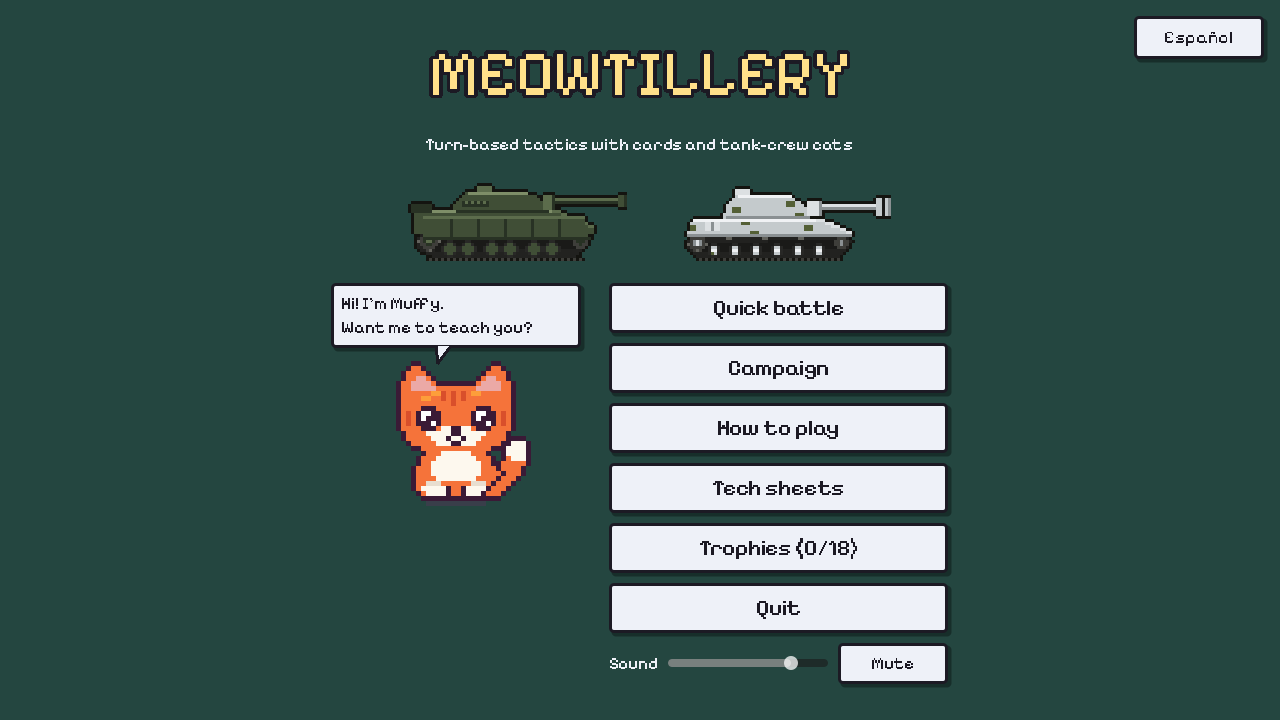 Español
MEOWTILLERY
Turn-based tactics with cards and tank-crew cats
Hi! I'm Muffy.
Want me to teach you?
Quick battle
Campaign
How to play
Tech sheets
Trophies (0/18)
Quit
Sound
Mute